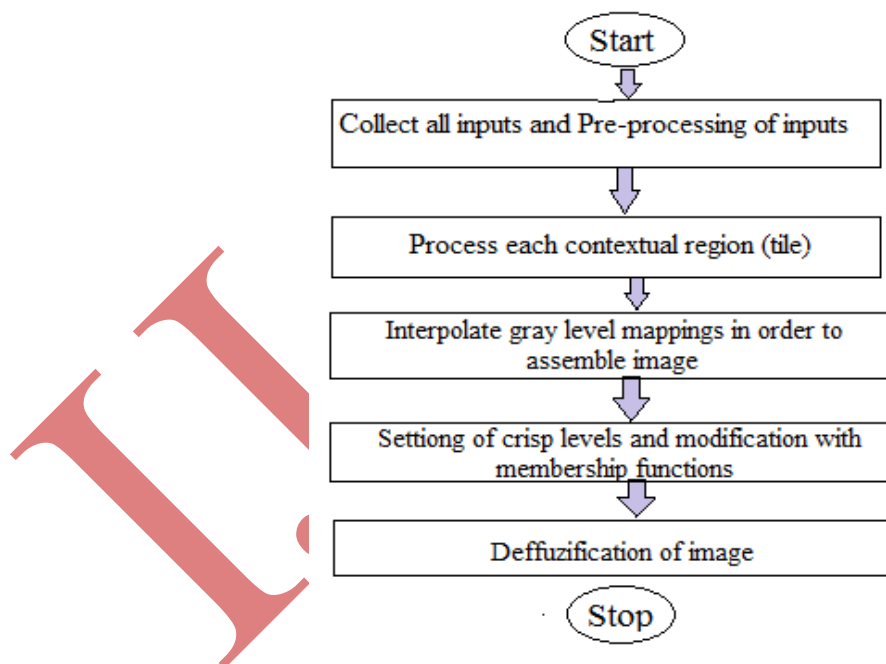 Start
Collect all inputs and Pre-processing of inputs
Process each contextual region (tile)
Interpolate gray level mappings in order to
assemble image
Settiong of crisp levels and modification with
membership functions
Deffuzification of image
Stop